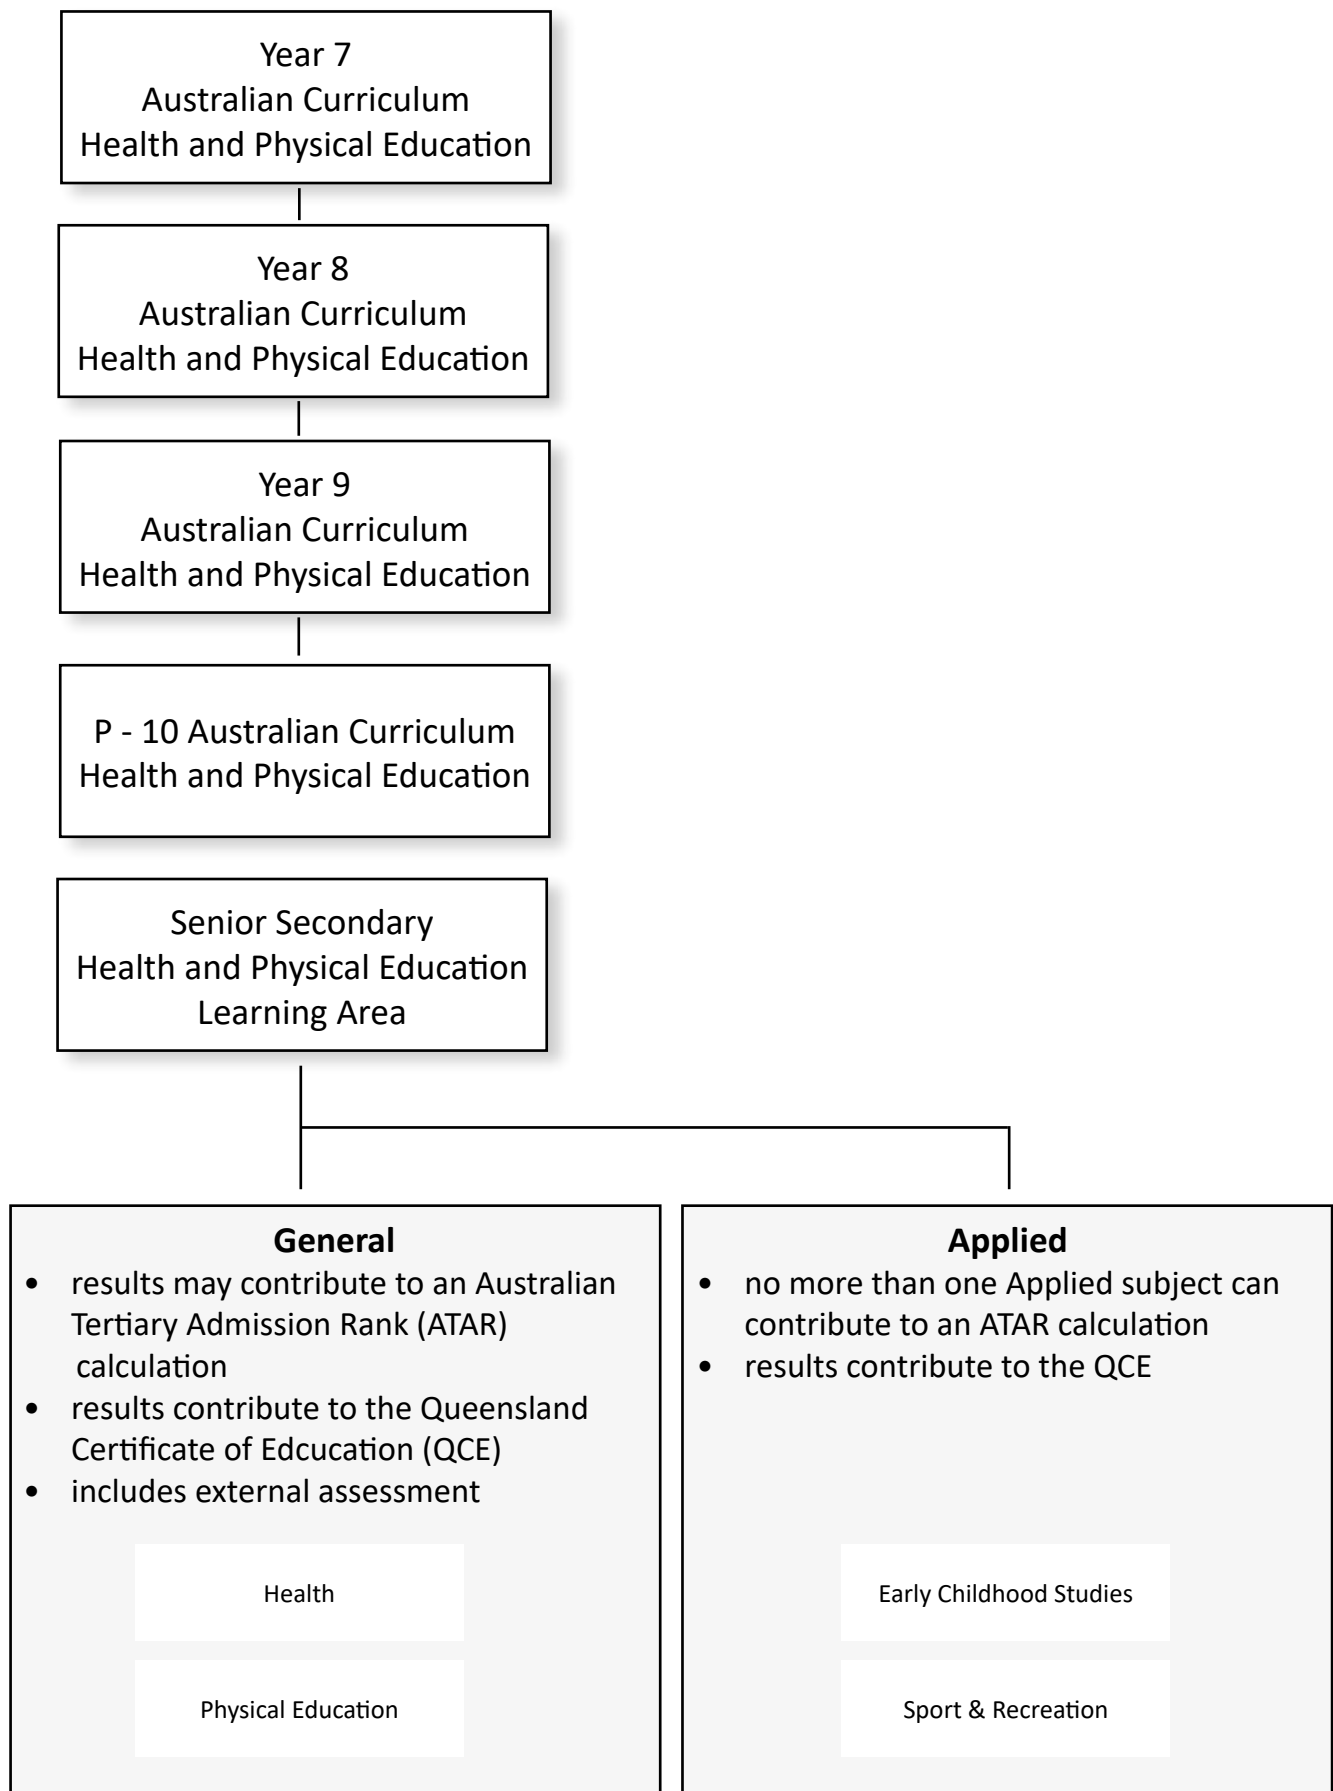 Year 7
Australian Curriculum
Health and Physical Education
Year 8
Australian Curriculum
Health and Physical Education
Year 9
Australian Curriculum
Health and Physical Education
P - 10 Australian Curriculum
Health and Physical Education
Senior Secondary
Health and Physical Education
Learning Area
General
• results may contribute to an Australian
Tertiary Admission Rank (ATAR)
calculation
• results contribute to the Queensland
Certificate of Edcucation (QCE)
• includes external assessment
Health
Physical Education
Applied
• no more than one Applied subject can
contribute to an ATAR calculation
• results contribute to the QCE
Early Childhood Studies
Sport & Recreation